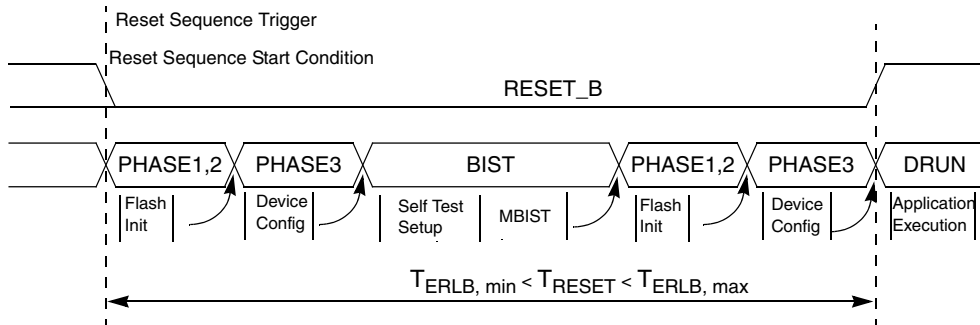 Reset Sequence Trigger
Reset Sequence Start Condition
RESET_B
PHASE1,2 PHASE3 BIST PHASE1,2 PHASE3 DRUN
Flash Init
Device Config
Self Test Setup
MBIST
Flash Init
Device Config
Application Execution
TERLB, min < TRESET < TERLB, max